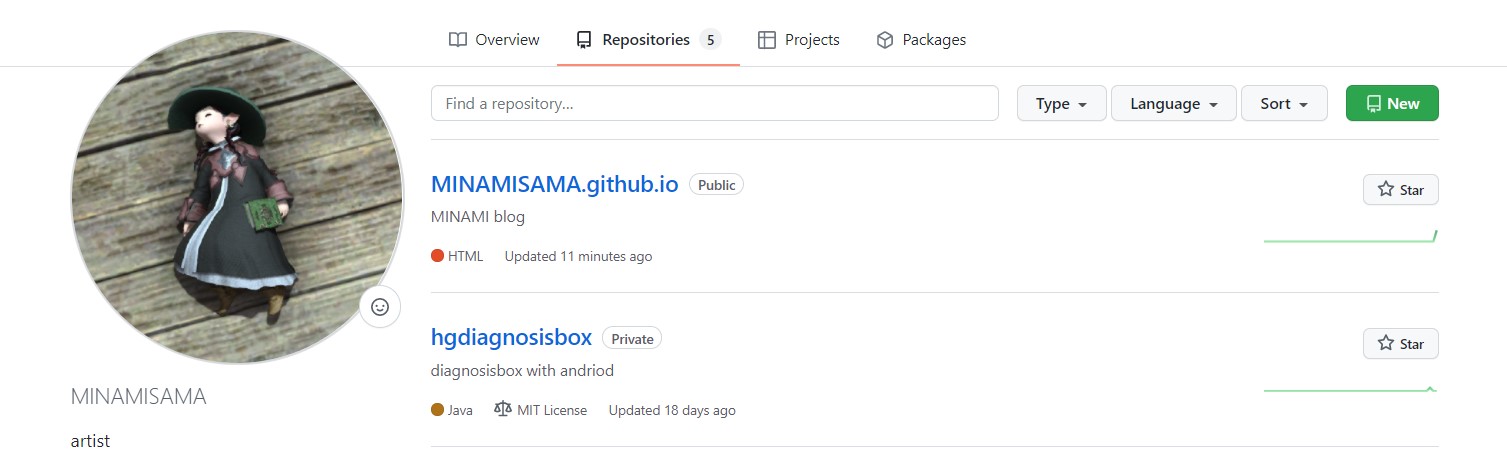 Overview Repositories 5 Projects Packages
Find a repository... Type Language Sort New
MINAMISAMA.github.io Public Star
MINAMI blog
HTML Updated 11 minutes ago
hgdiagnosisbox Private Star
diagnosisbox with andriod
Java MIT License Updated 18 days ago
MINAMISAMA
artist